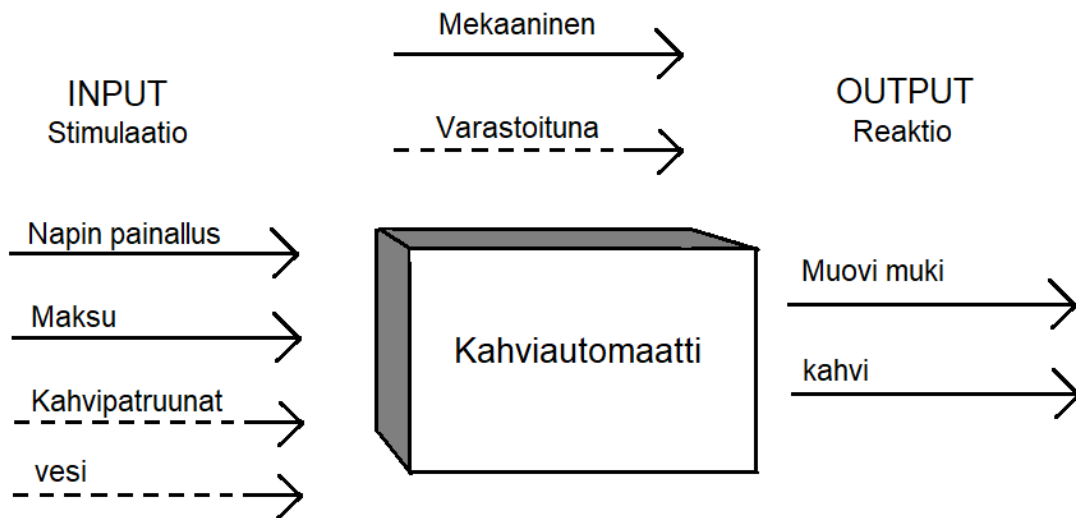 Mekaaninen
INPUT
Stimulaatio
Varastoituna
OUTPUT
Reaktio
Napin painallus
Maksu
Kahvipatruunat
vesi
Kahviautomaatti
Muovi muki
kahvi